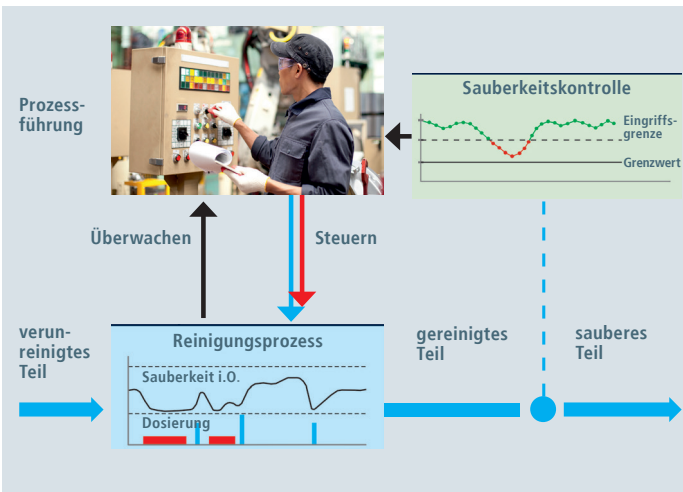 Prozess-
führung
Sauberkeitskontrolle
Eingriffs-
grenze
Grenzwert
Überwachen
Steuern
verun-
reinigtes
Teil
Reinigungsprozess
Sauberkeit i.O.
Dosierung
gereinigtes
Teil
sauberes
Teil